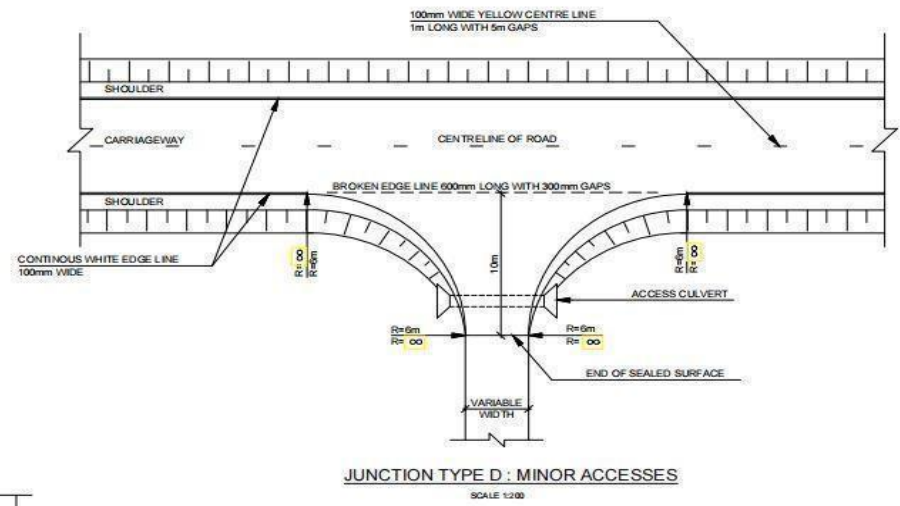 100mm WIDE YELLOW CENTRE LINE
1m LONG WITH 5m GAPS
SHOULDER
CARRIAGEWAY
CENTRELINE OF ROAD
BROKEN EDGE LINE 600mm LONG WITH 300mm GAPS
SHOULDER
CONTINOUS WHITE EDGE LINE
100mm WIDE
R= ∞
R=6m
10m
R=6m
R= ∞
ACCESS CULVERT
R=6m
R= ∞
R=6m
R= ∞
END OF SEALED SURFACE
VARIABLE
WIDTH
JUNCTION TYPE D : MINOR ACCESSES
SCALE 1:200